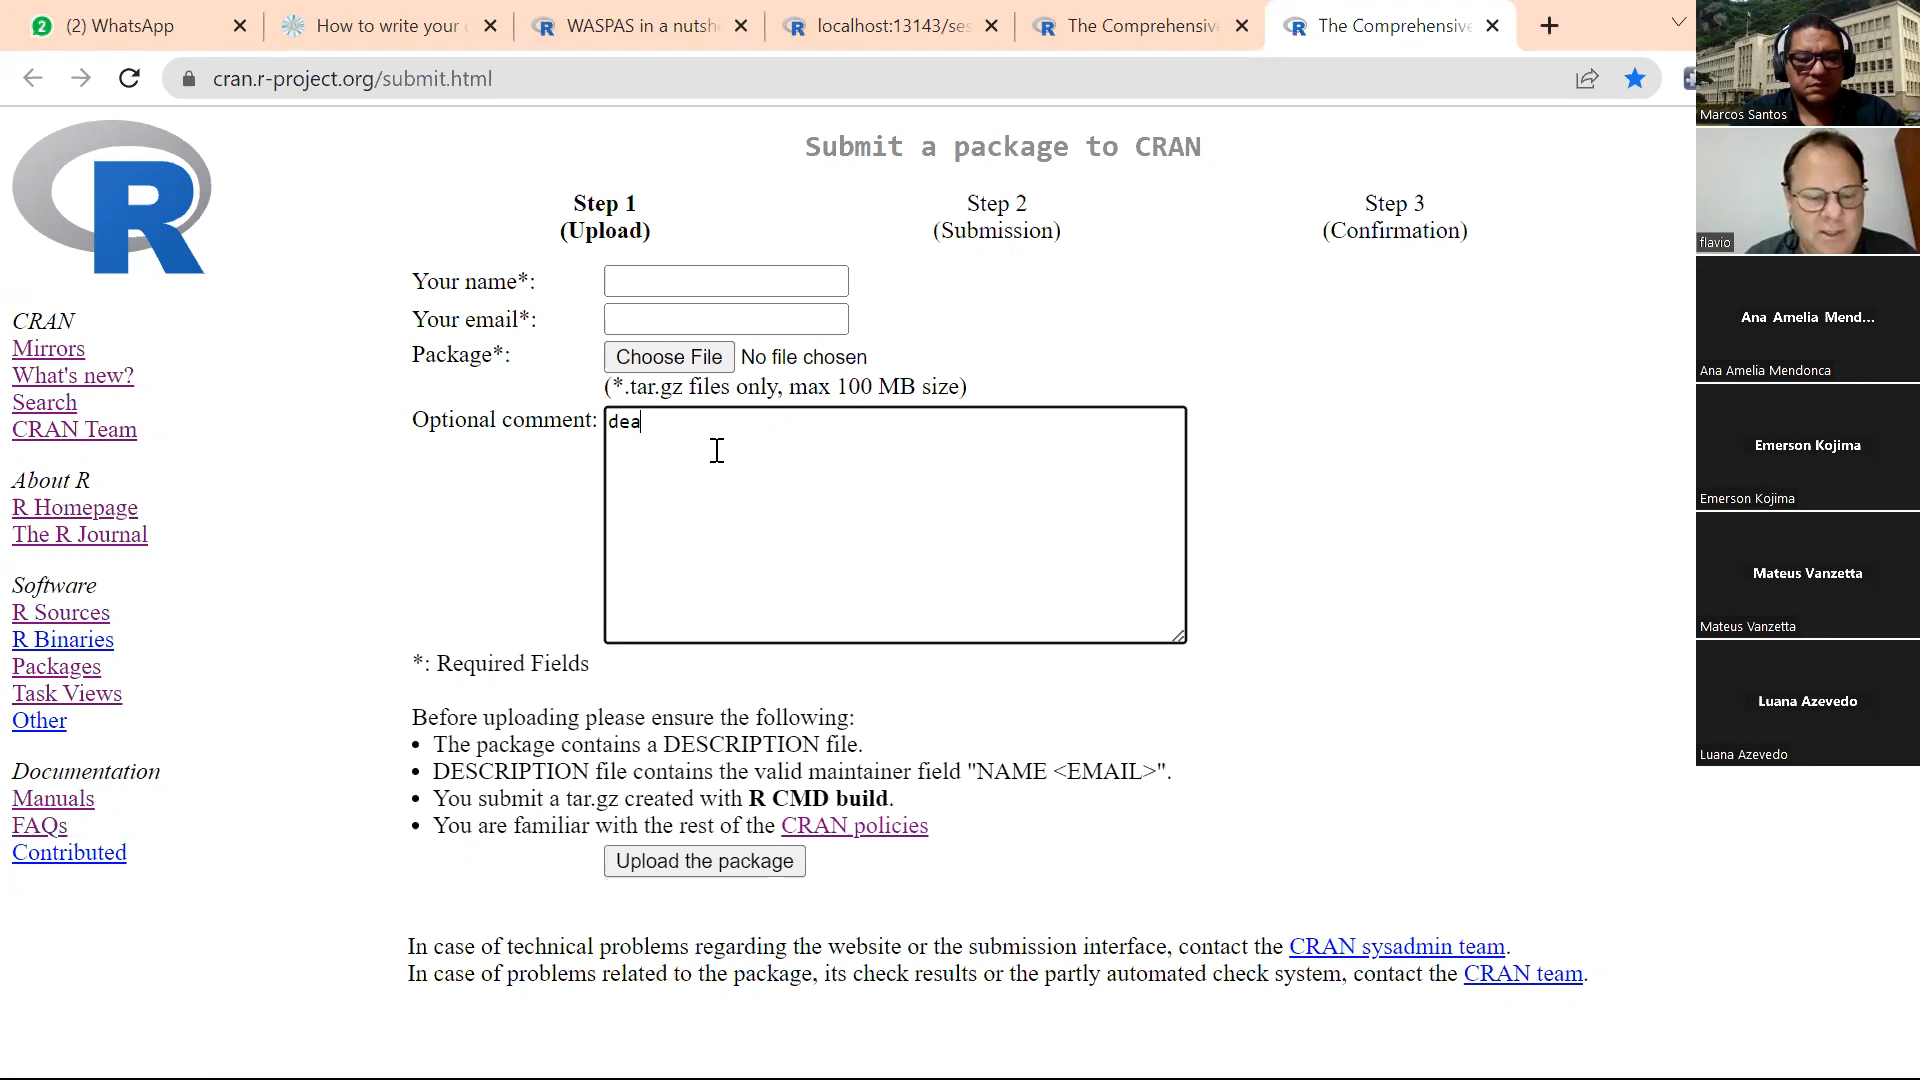 2
(2) WhatsApp
How to write your
WASPAS in a nutsh
localhost:13143/ses
The Comprehensiv
The Comprehensiv
cran.r-project.org/submit.html
R
Submit a package to CRAN
Step 1
(Upload)
Step 2
(Submission)
Step 3
(Confirmation)
Your name*:
Your email*:
Package*:
Choose File No file chosen
(*.tar.gz files only, max 100 MB size)
Optional comment:
dea
*: Required Fields
Before uploading please ensure the following:
• The package contains a DESCRIPTION file.
• DESCRIPTION file contains the valid maintainer field "NAME <EMAIL>".
• You submit a tar.gz created with R CMD build.
• You are familiar with the rest of the CRAN policies
Upload the package
In case of technical problems regarding the website or the submission interface, contact the CRAN sysadmin team.
In case of problems related to the package, its check results or the partly automated check system, contact the CRAN team.
CRAN
Mirrors
What's new?
Search
CRAN Team
About R
R Homepage
The R Journal
Software
R Sources
R Binaries
Packages
Task Views
Other
Documentation
Manuals
FAQs
Contributed
Marcos Santos
flavio
Ana Amelia Mend...
Ana Amelia Mendonca
Emerson Kojima
Emerson Kojima
Mateus Vanzetta
Mateus Vanzetta
Luana Azevedo
Luana Azevedo